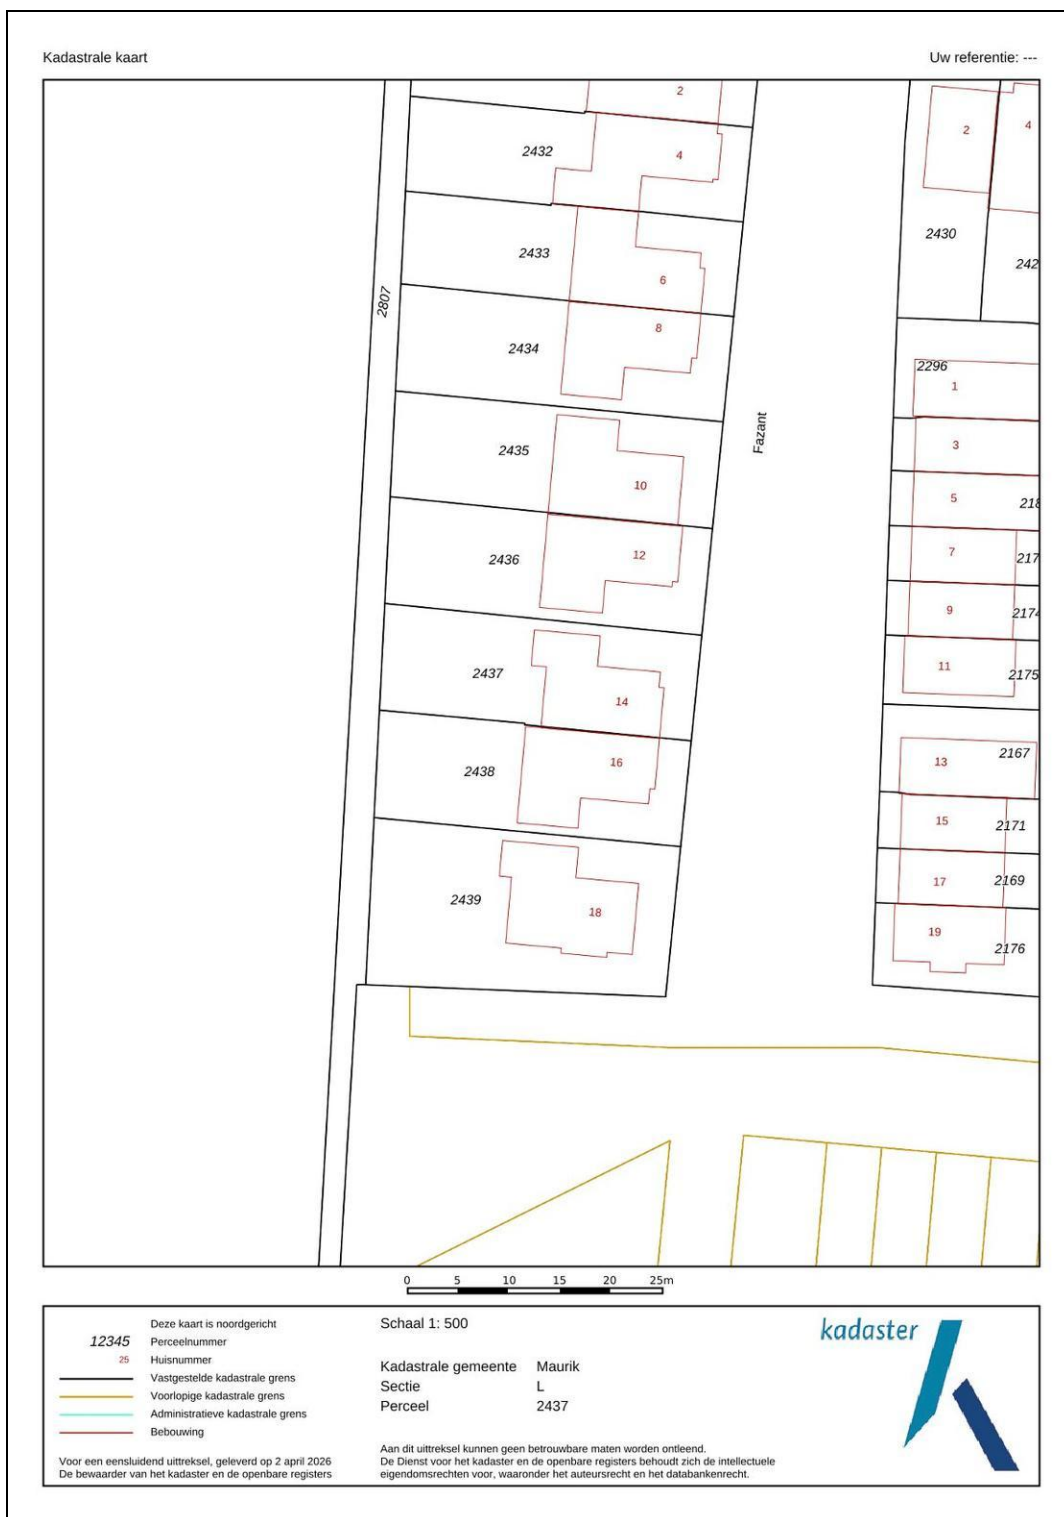 Kadastrale kaart
Uw referentie: ---
2
2
4
2432
4
2430
2433
242
6
2807
8
2434
2296
1
Fazant
3
2435
10
5
218
12
7
217
2436
9
2174
11
2175
2437
14
2167
16
13
2438
15
2171
17
2169
2439
18
19
2176
0 5 10 15 20 25m
Deze kaart is noordgericht
12345 Perceelnummer
25 Huisnummer
Vastgestelde kadastrale grens
Voorlopige kadastrale grens
Administratieve kadastrale grens
Bebouwing
Voor een eensluidend uittreksel, geleverd op 2 april 2026
De bewaarder van het kadaster en de openbare registers
Schaal 1: 500
Kadastrale gemeente Maurik
Sectie L
Perceel 2437
Aan dit uittreksel kunnen geen betrouwbare maten worden ontleend.
De Dienst voor het kadaster en de openbare registers behoudt zich de intellectuele
eigendomsrechten voor, waaronder het auteursrecht en het databankenrecht.
kadaster